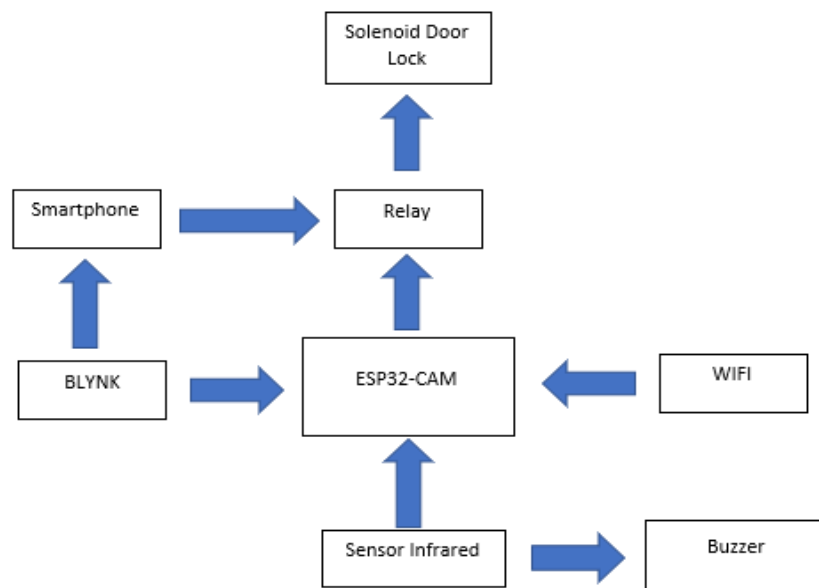 Solenoid Door
Lock
Smartphone
Relay
BLYNK
ESP32-CAM
WIFI
Sensor Infrared
Buzzer